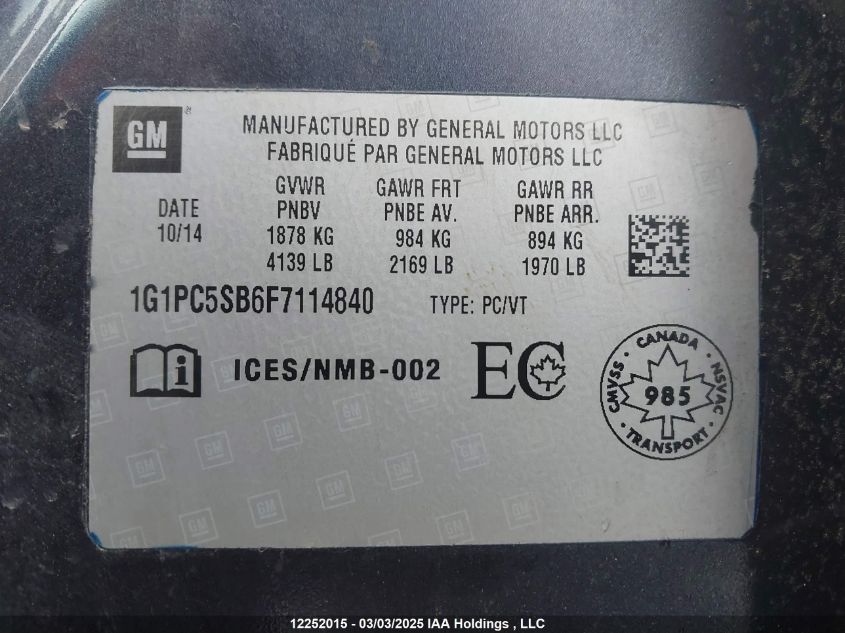 GM ®
MANUFACTURED BY GENERAL MOTORS LLC
FABRIQUÉ PAR GENERAL MOTORS LLC
DATE
10/14
GVWR
PNBV
1878 KG
4139 LB
GAWR FRT
PNBE AV.
984 KG
2169 LB
GAWR RR
PNBE ARR.
894 KG
1970 LB
1G1PC5SB6F7114840 TYPE: PC/VT
i ICES/NMB-002 EC
CANADA
CMVSS · NSVAC
985
TRANSPORT
12252015 - 03/03/2025 IAA Holdings , LLC